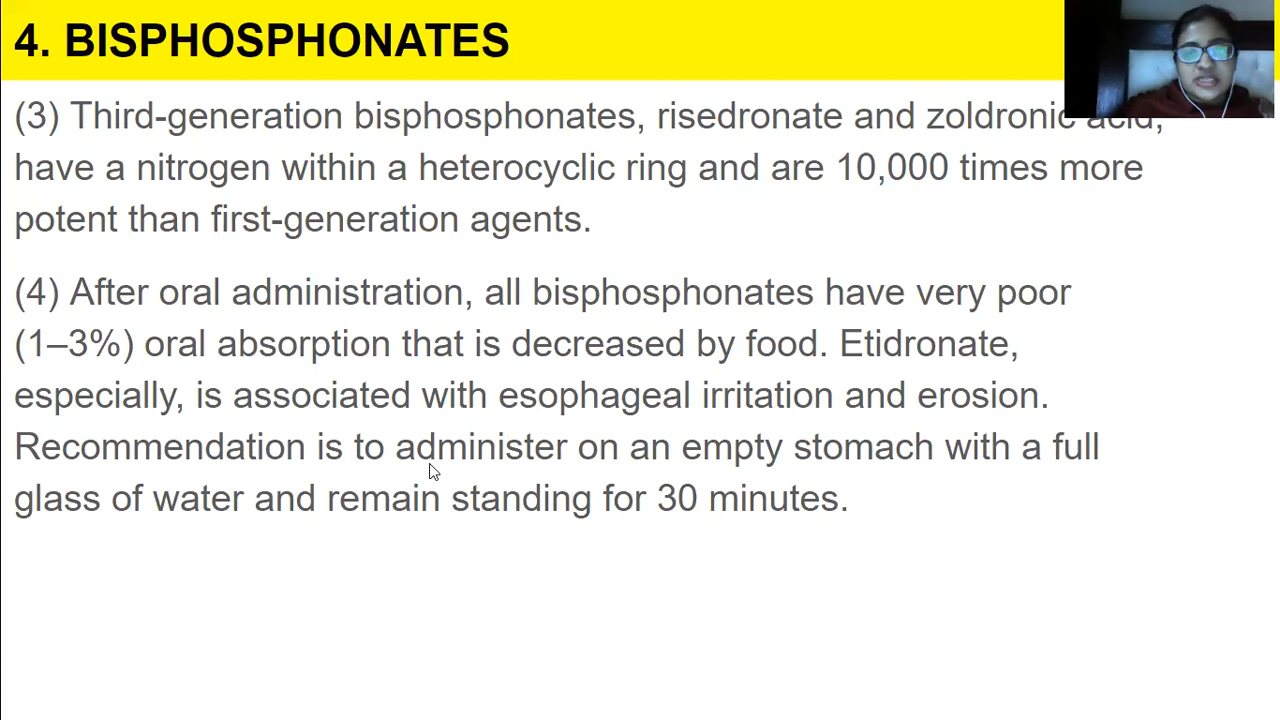 4. BISPHOSPHONATES
(3) Third-generation bisphosphonates, risedronate and zoldronic acid,
have a nitrogen within a heterocyclic ring and are 10,000 times more
potent than first-generation agents.
(4) After oral administration, all bisphosphonates have very poor
(1–3%) oral absorption that is decreased by food. Etidronate,
especially, is associated with esophageal irritation and erosion.
Recommendation is to administer on an empty stomach with a full
glass of water and remain standing for 30 minutes.